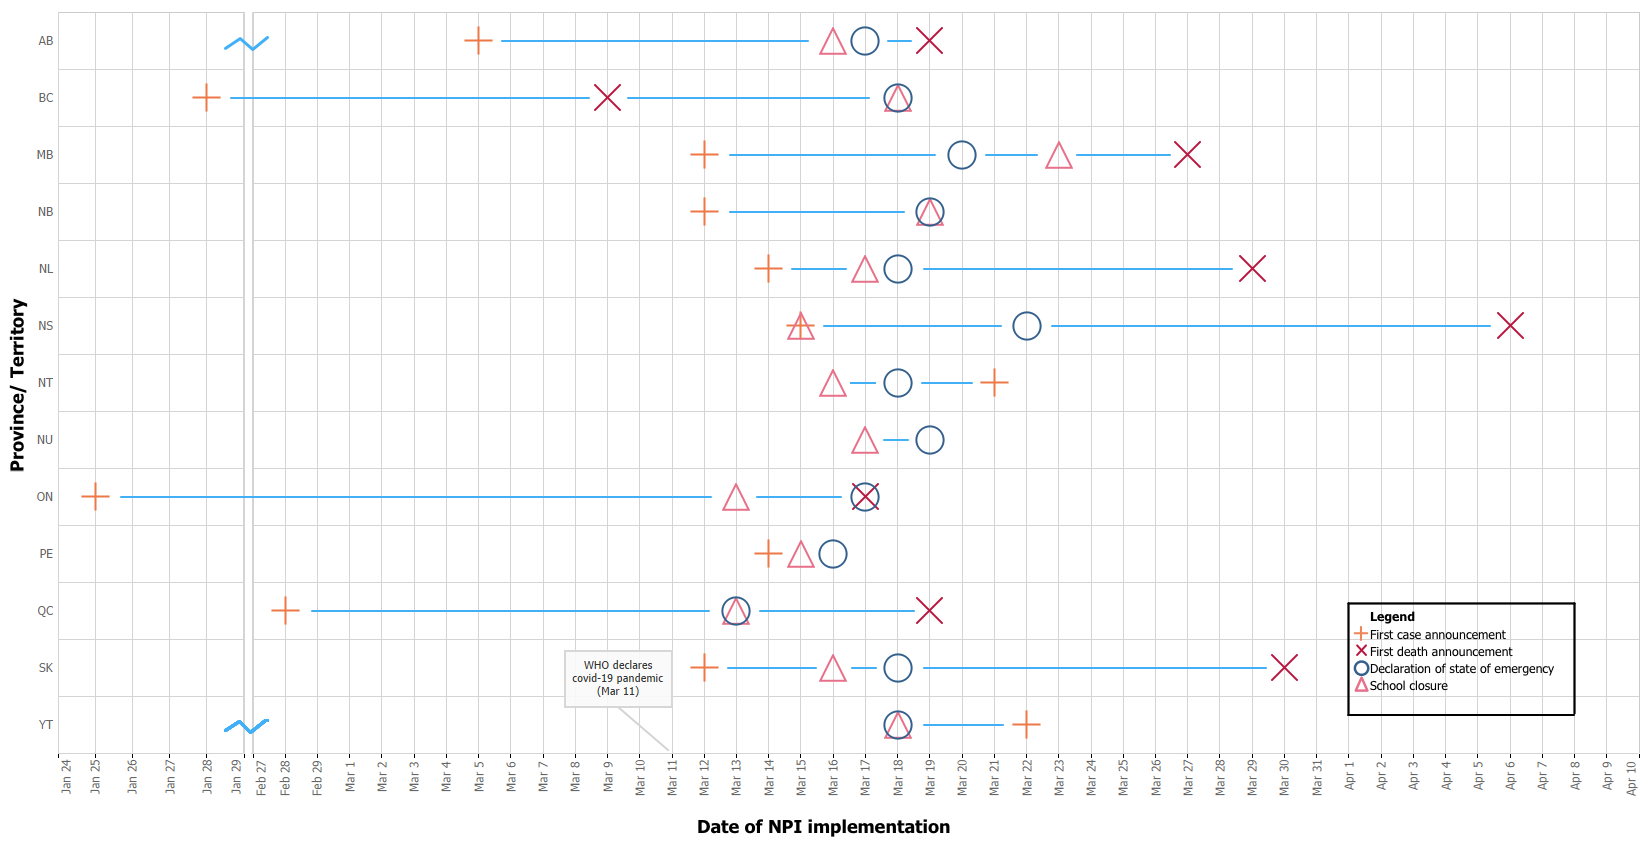 Province/ Territory
AB
BC
MB
NB
NL
NS
NT
NU
ON
PE
QC
SK
YT
WHO declares
covid-19 pandemic
(Mar 11)
Legend
First case announcement
First death announcement
Declaration of state of emergency
School closure
Jan 24
Jan 25
Jan 26
Jan 27
Jan 28
Jan 29
Feb 27
Feb 28
Feb 29
Mar 1
Mar 2
Mar 3
Mar 4
Mar 5
Mar 6
Mar 7
Mar 8
Mar 9
Mar 10
Mar 11
Mar 12
Mar 13
Mar 14
Mar 15
Mar 16
Mar 17
Mar 18
Mar 19
Mar 20
Mar 21
Mar 22
Mar 23
Mar 24
Mar 25
Mar 26
Mar 27
Mar 28
Mar 29
Mar 30
Mar 31
Apr 1
Apr 2
Apr 3
Apr 4
Apr 5
Apr 6
Apr 7
Apr 8
Apr 9
Apr 10
Date of NPI implementation